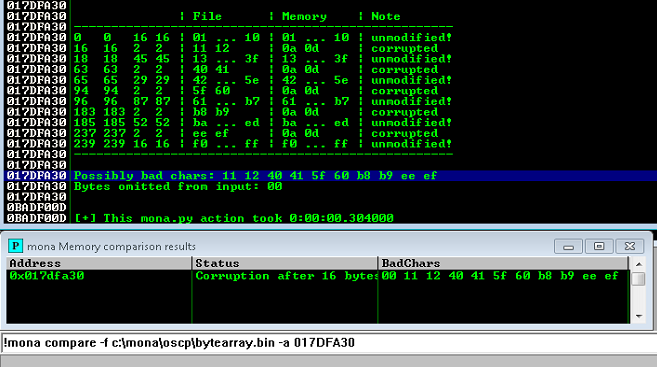 017DFA30
017DFA30 | File | Memory | Note
017DFA30 ----------------------------------------------------
017DFA30 0 0 16 16 | 01 ... 10 | 01 ... 10 | unmodified!
017DFA30 16 16 2 2 | 11 12 | 0a 0d | corrupted
017DFA30 18 18 45 45 | 13 ... 3f | 13 ... 3f | unmodified!
017DFA30 63 63 2 2 | 40 41 | 0a 0d | corrupted
017DFA30 65 65 29 29 | 42 ... 5e | 42 ... 5e | unmodified!
017DFA30 94 94 2 2 | 5f 60 | 0a 0d | corrupted
017DFA30 96 96 87 87 | 61 ... b7 | 61 ... b7 | unmodified!
017DFA30 183 183 2 2 | b8 b9 | 0a 0d | corrupted
017DFA30 185 185 52 52 | ba ... ed | ba ... ed | unmodified!
017DFA30 237 237 2 2 | ee ef | 0a 0d | corrupted
017DFA30 239 239 16 16 | f0 ... ff | f0 ... ff | unmodified!
017DFA30 ----------------------------------------------------
017DFA30
017DFA30 Possibly bad chars: 11 12 40 41 5f 60 b8 b9 ee ef
017DFA30 Bytes omitted from input: 00
017DFA30
0BADF00D
0BADF00D [+] This mona.py action took 0:00:00.304000
P mona Memory comparison results
Address Status BadChars
0x017dfa30 Corruption after 16 bytes 00 11 12 40 41 5f 60 b8 b9 ee ef
!mona compare -f c:\mona\oscp\bytearray.bin -a 017DFA30